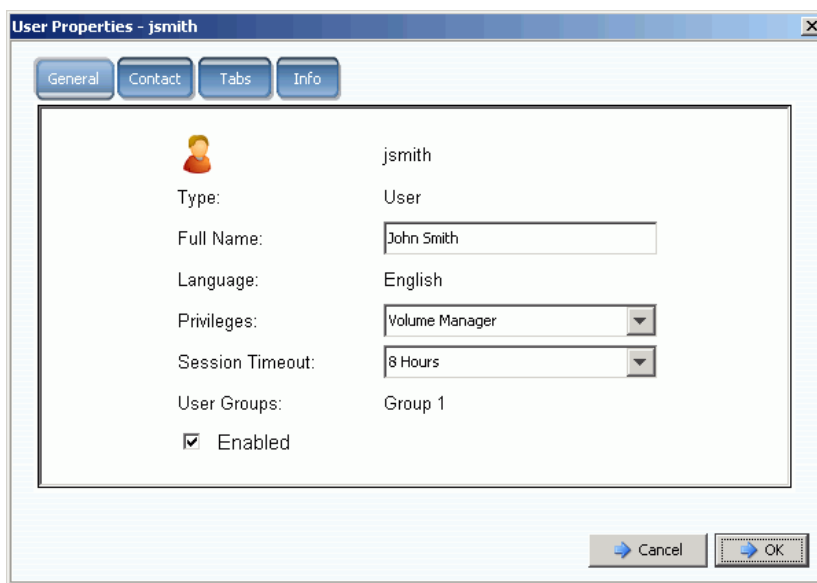 User Properties - jsmith
General Contact Tabs Info
jsmith
Type: User
Full Name: John Smith
Language: English
Privileges: Volume Manager
Session Timeout: 8 Hours
User Groups: Group 1
Enabled
Cancel OK